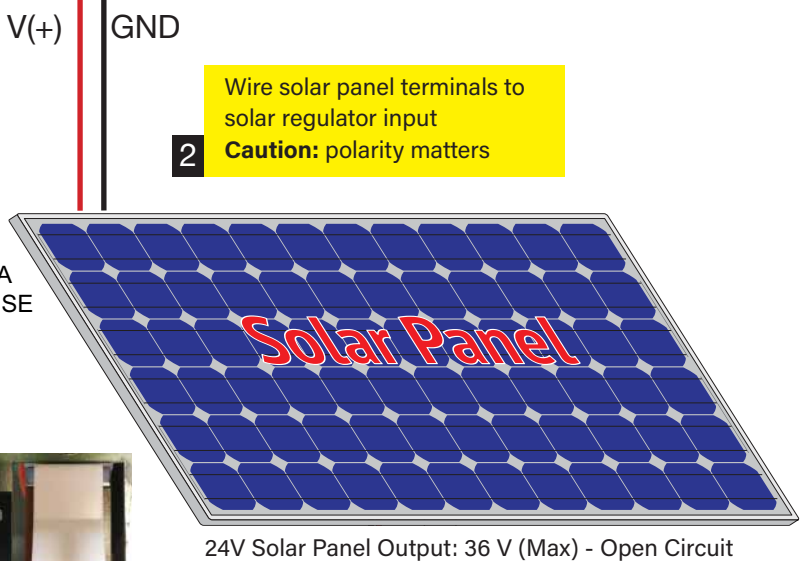 V(+) GND
Wire solar panel terminals to
solar regulator input
2 Caution: polarity matters
A
SE
Solar Panel
24V Solar Panel Output: 36 V (Max) - Open Circuit